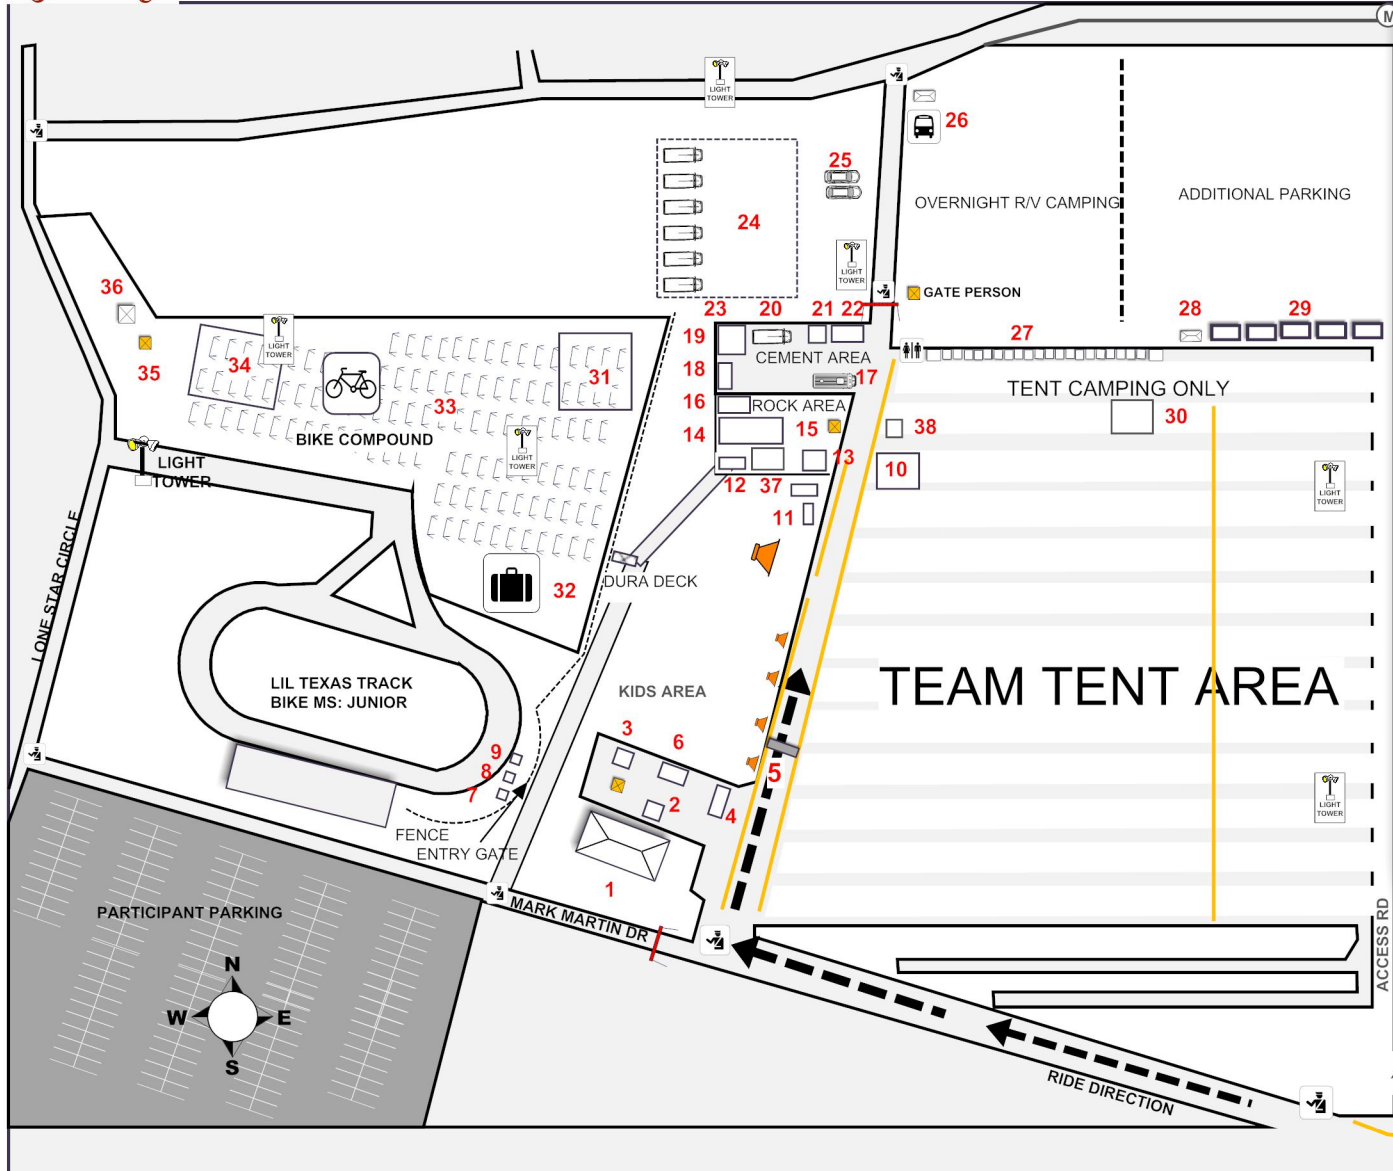 M
LIGHT
TOWER
26
25
OVERNIGHT R/V CAMPING
ADDITIONAL PARKING
24
LIGHT
TOWER
36
GATE PERSON
23
20
21
22
28
29
27
LIGHT
TOWER
19
CEMENT AREA
34
35
31
18
17
TENT CAMPING ONLY
33
16
ROCK AREA
30
BIKE COMPOUND
14
15
38
LIGHT
TOWER
LIGHT
TOWER
12
37
13
10
LIGHT
TOWER
11
LONE STAR CIRCLE
32
DURA DECK
LIL TEXAS TRACK
BIKE MS: JUNIOR
KIDS AREA
TEAM TENT AREA
3
6
9
8
7
5
2
4
LIGHT
TOWER
FENCE
ENTRY GATE
1
PARTICIPANT PARKING
MARK MARTIN DR
ACCESS RD
N
W
E
S
RIDE DIRECTION